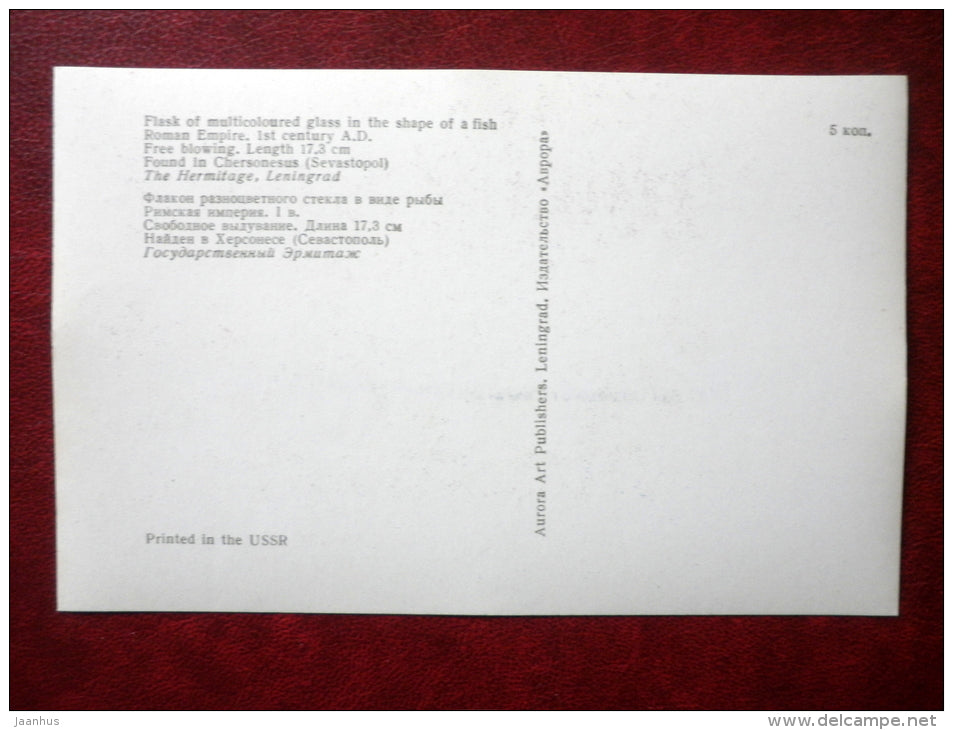 Flask of multicoloured glass in the shape of a fish
Roman Empire. 1st century A.D.
Free blowing. Length 17,3 cm
Found in Chersonesus (Sevastopol)
The Hermitage, Leningrad
Флакон разноцветного стекла в виде рыбы
Римская империя. I в.
Свободное выдувание. Длина 17,3 см
Найден в Херсонесе (Севастополь)
Государственный Эрмитаж
Printed in the USSR
Aurora Art Publishers. Leningrad. Издательство «Аврора»
5 коп.
jaanhus
www.delcampe.net